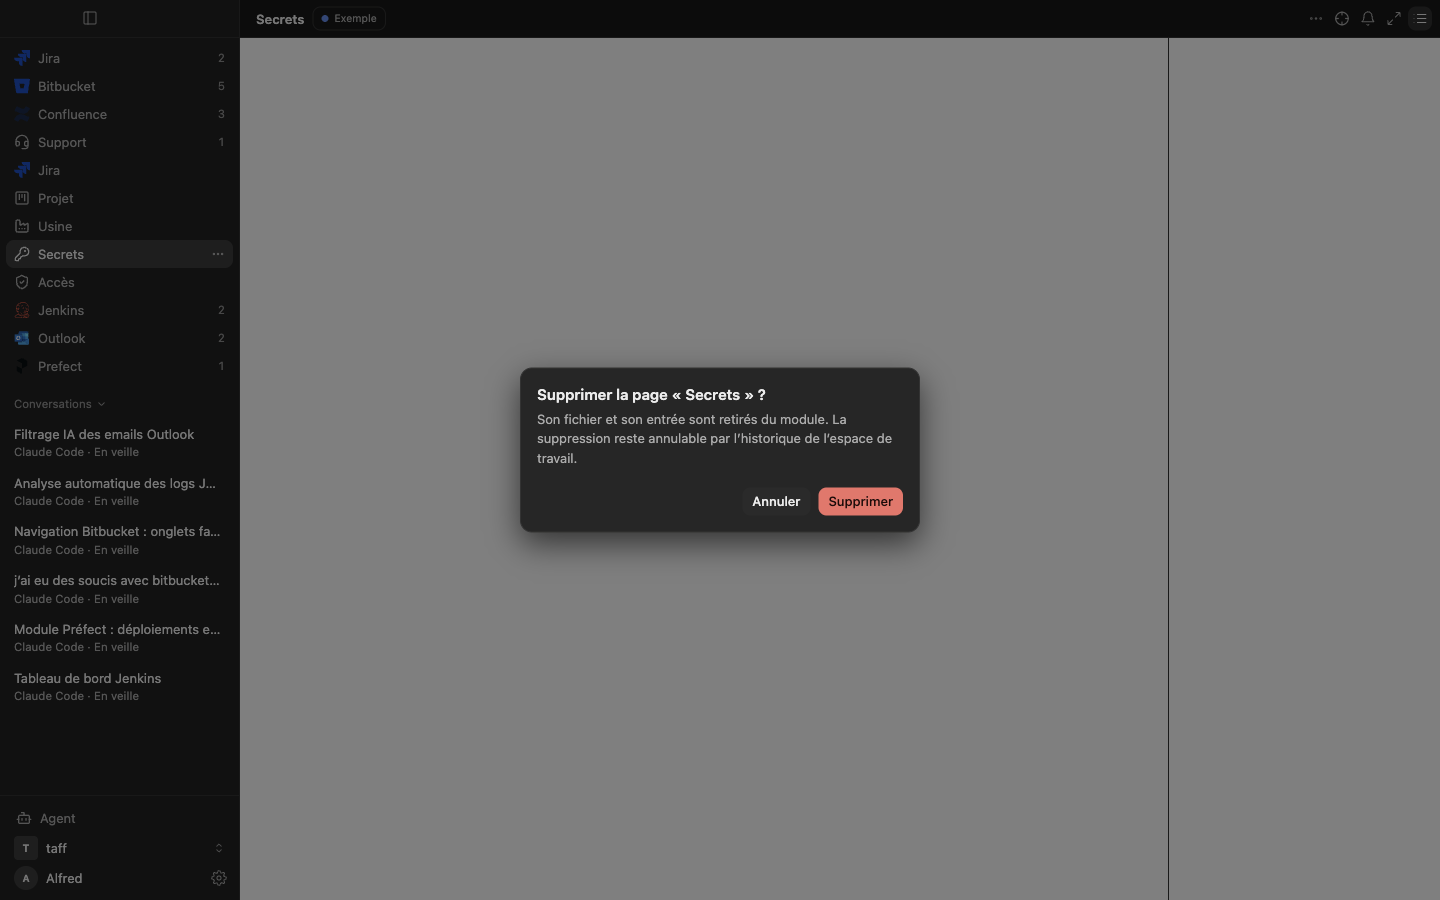 Secrets
Exemple
Jira 2
Bitbucket 5
Confluence 3
Support 1
Jira
Projet
Usine
Secrets
Accès
Jenkins 2
Outlook 2
Prefect 1
Conversations
Filtrage IA des emails Outlook
Claude Code · En veille
Analyse automatique des logs J...
Claude Code · En veille
Navigation Bitbucket : onglets fa...
Claude Code · En veille
j'ai eu des soucis avec bitbucket...
Claude Code · En veille
Module Préfect : déploiements e...
Claude Code · En veille
Tableau de bord Jenkins
Claude Code · En veille
Agent
T taff
A Alfred
Supprimer la page « Secrets » ?
Son fichier et son entrée sont retirés du module. La
suppression reste annulable par l'historique de l'espace de
travail.
Annuler
Supprimer